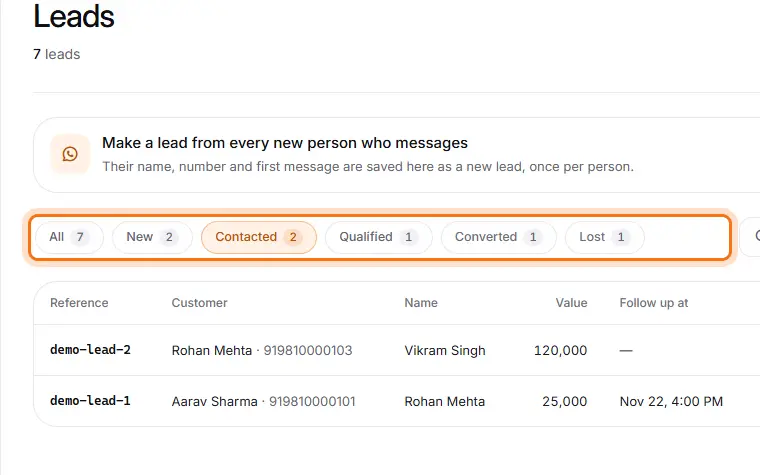 Leads
7 leads
Make a lead from every new person who messages
Their name, number and first message are saved here as a new lead, once per person.
All 7 New 2 Contacted 2 Qualified 1 Converted 1 Lost 1
Reference Customer Name Value Follow up at
demo-lead-2 Rohan Mehta · 919810000103 Vikram Singh 120,000 —
demo-lead-1 Aarav Sharma · 919810000101 Rohan Mehta 25,000 Nov 22, 4:00 PM